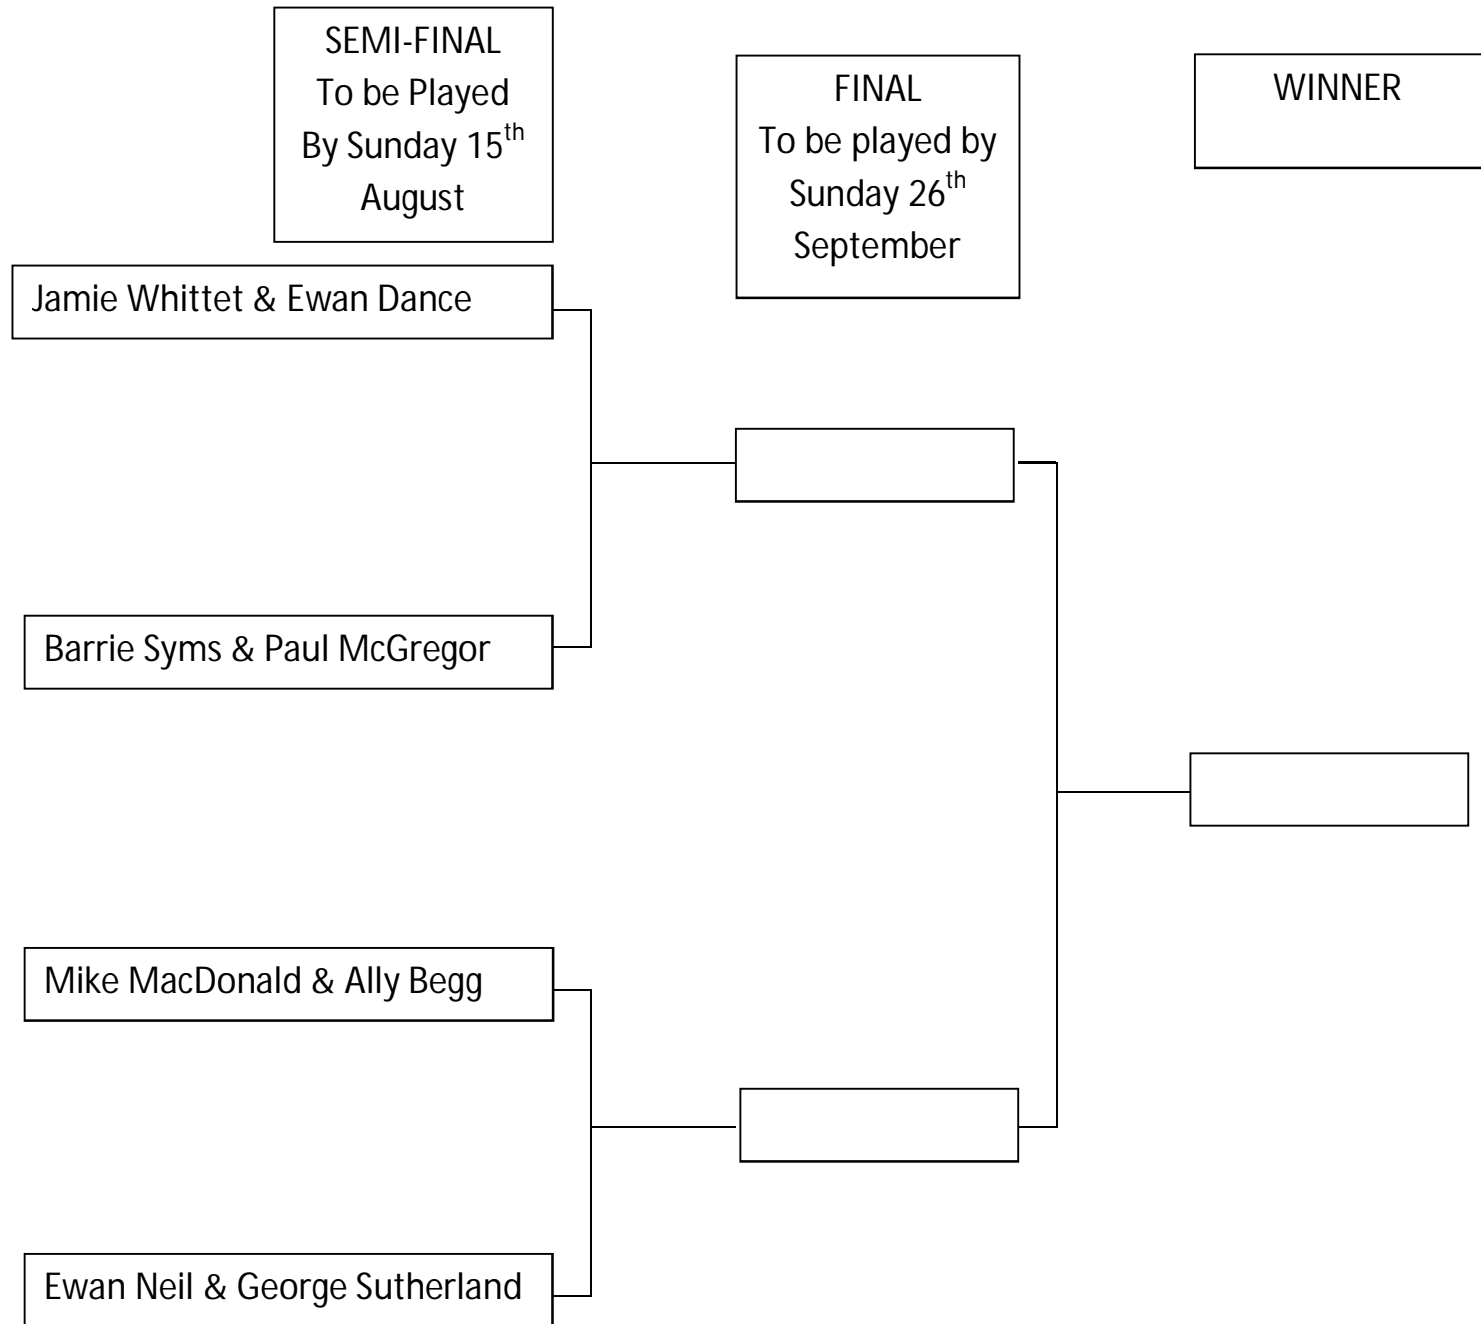 SEMI-FINAL
To be Played
By Sunday 15th
August
FINAL
To be played by
Sunday 26th
September
WINNER
Jamie Whittet & Ewan Dance
Barrie Syms & Paul McGregor
Mike MacDonald & Ally Begg
Ewan Neil & George Sutherland